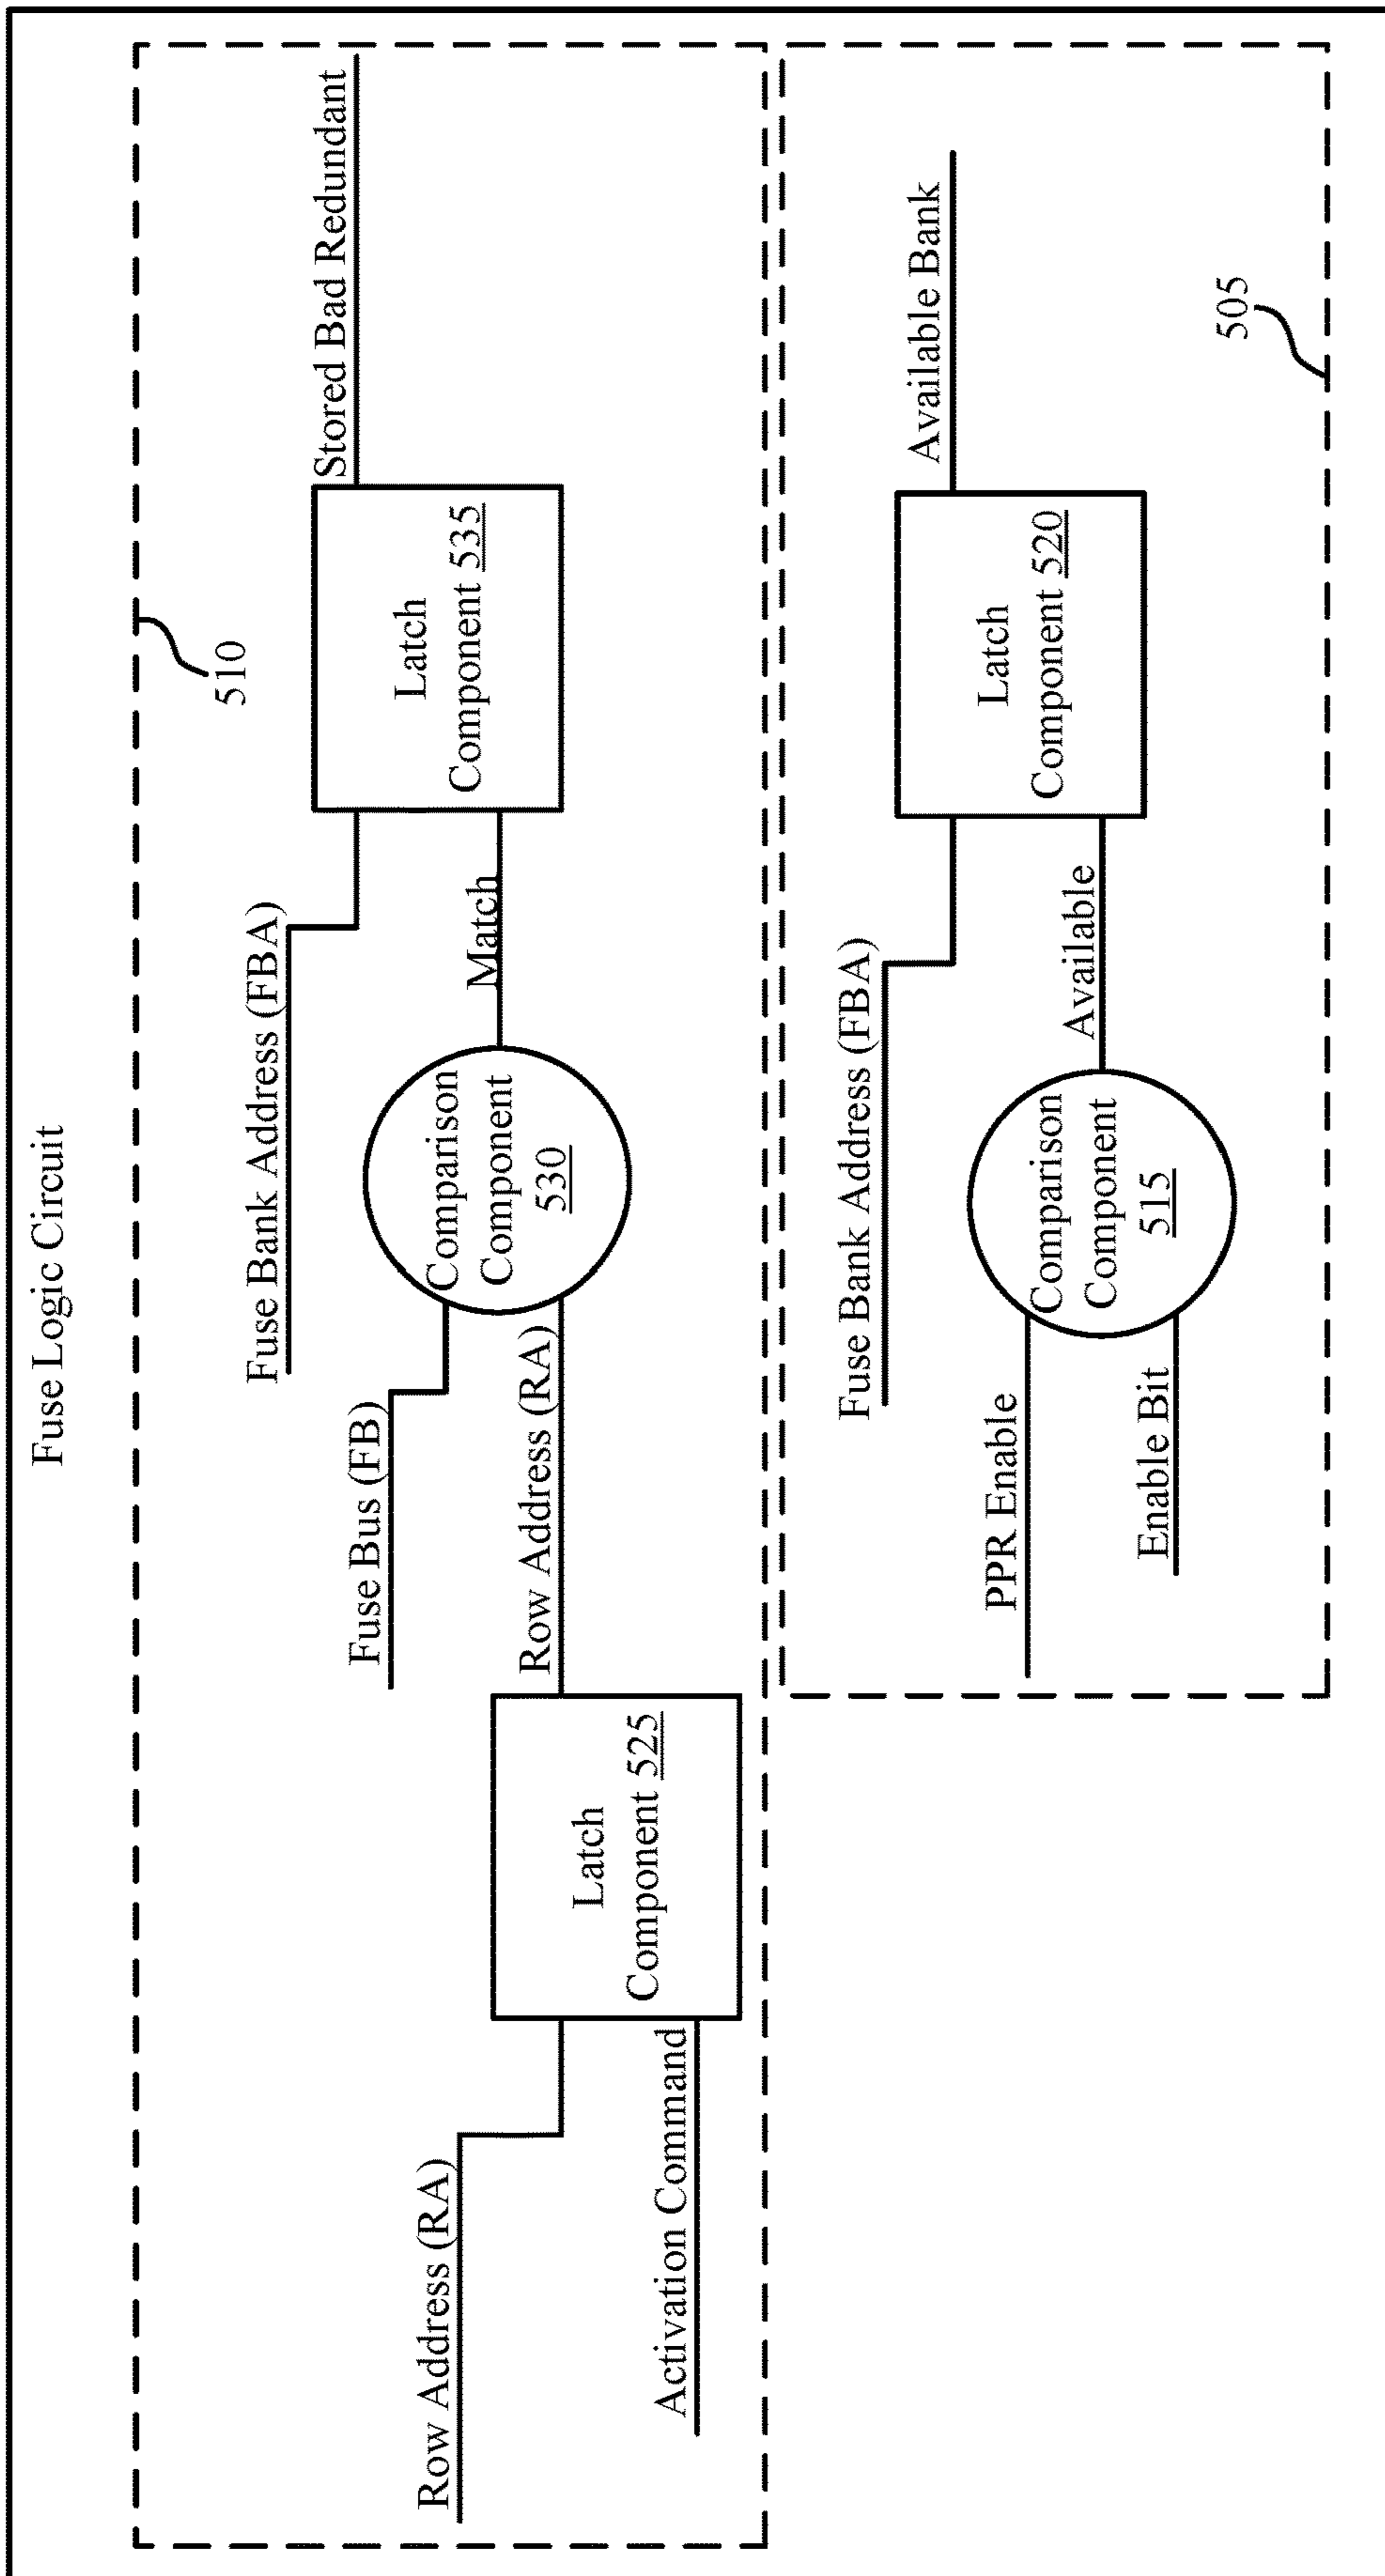 Fuse Logic Circuit
510
Stored Bad Redundant
Fuse Bank Address (FBA)
Latch
Component 535
Match
Fuse Bus (FB)
Comparison
Component
530
Row Address (RA)
Row Address (RA)
Latch
Component 525
Activation Command
505
Available Bank
Fuse Bank Address (FBA)
Latch
Component 520
Available
PPR Enable
Comparison
Component
515
Enable Bit